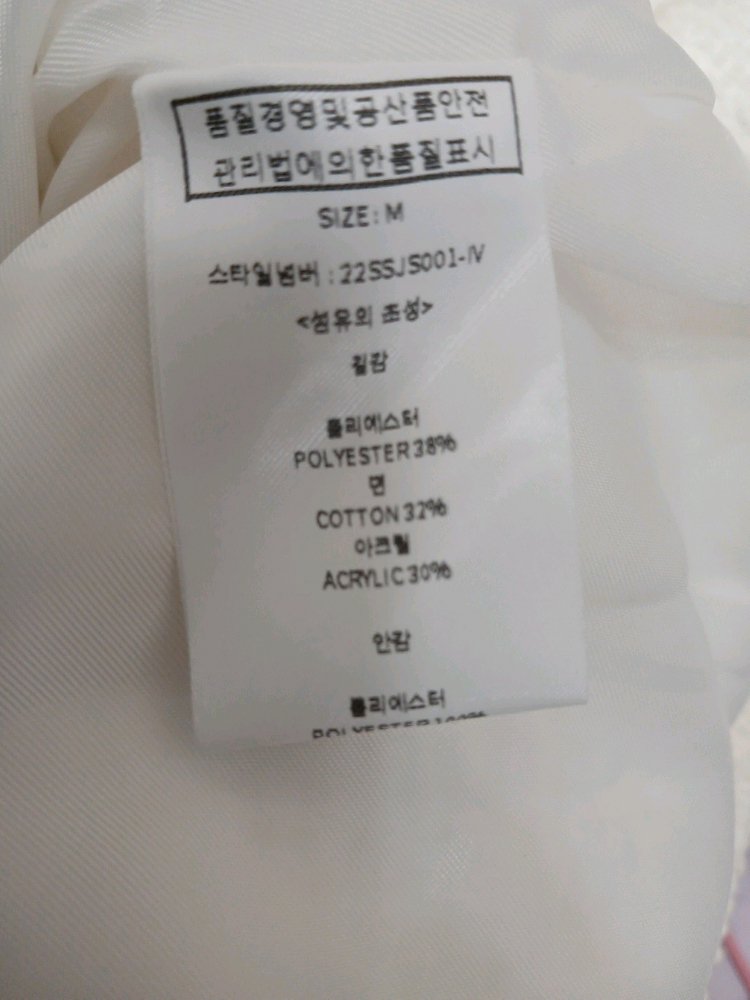 품질경영및공산품안전
관리법에의한품질표시
SIZE: M
스타일넘버 : 22SSJS001-IV
<섬유의 조성>
겉감
폴리에스터
POLYESTER 38%
면
COTTON 32%
아크릴
ACRYLIC 30%
안감
폴리에스터
POLYESTER 100%